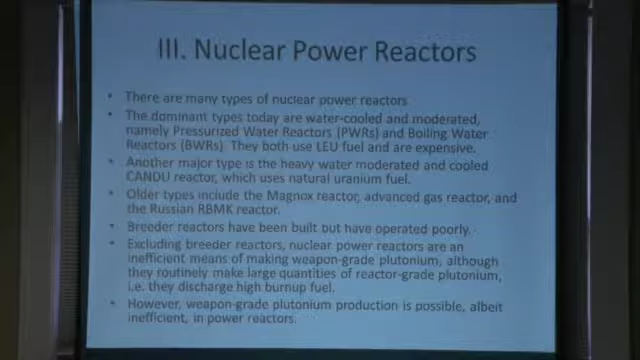 III. Nuclear Power Reactors
• There are many types of nuclear power reactors
• The dominant types today are water-cooled and moderated,
namely Pressurized Water Reactors (PWRs) and Boiling Water
Reactors (BWRs). They both use LEU fuel and are expensive.
• Another major type is the heavy water moderated and cooled
CANDU reactor, which uses natural uranium fuel.
• Older types include the Magnox reactor, advanced gas reactor, and
the Russian RBMK reactor.
• Breeder reactors have been built but have operated poorly.
• Excluding breeder reactors, nuclear power reactors are an
inefficient means of making weapon-grade plutonium, although
they routinely make large quantities of reactor-grade plutonium,
i.e. they discharge high burnup fuel.
• However, weapon-grade plutonium production is possible, albeit
inefficient, in power reactors.